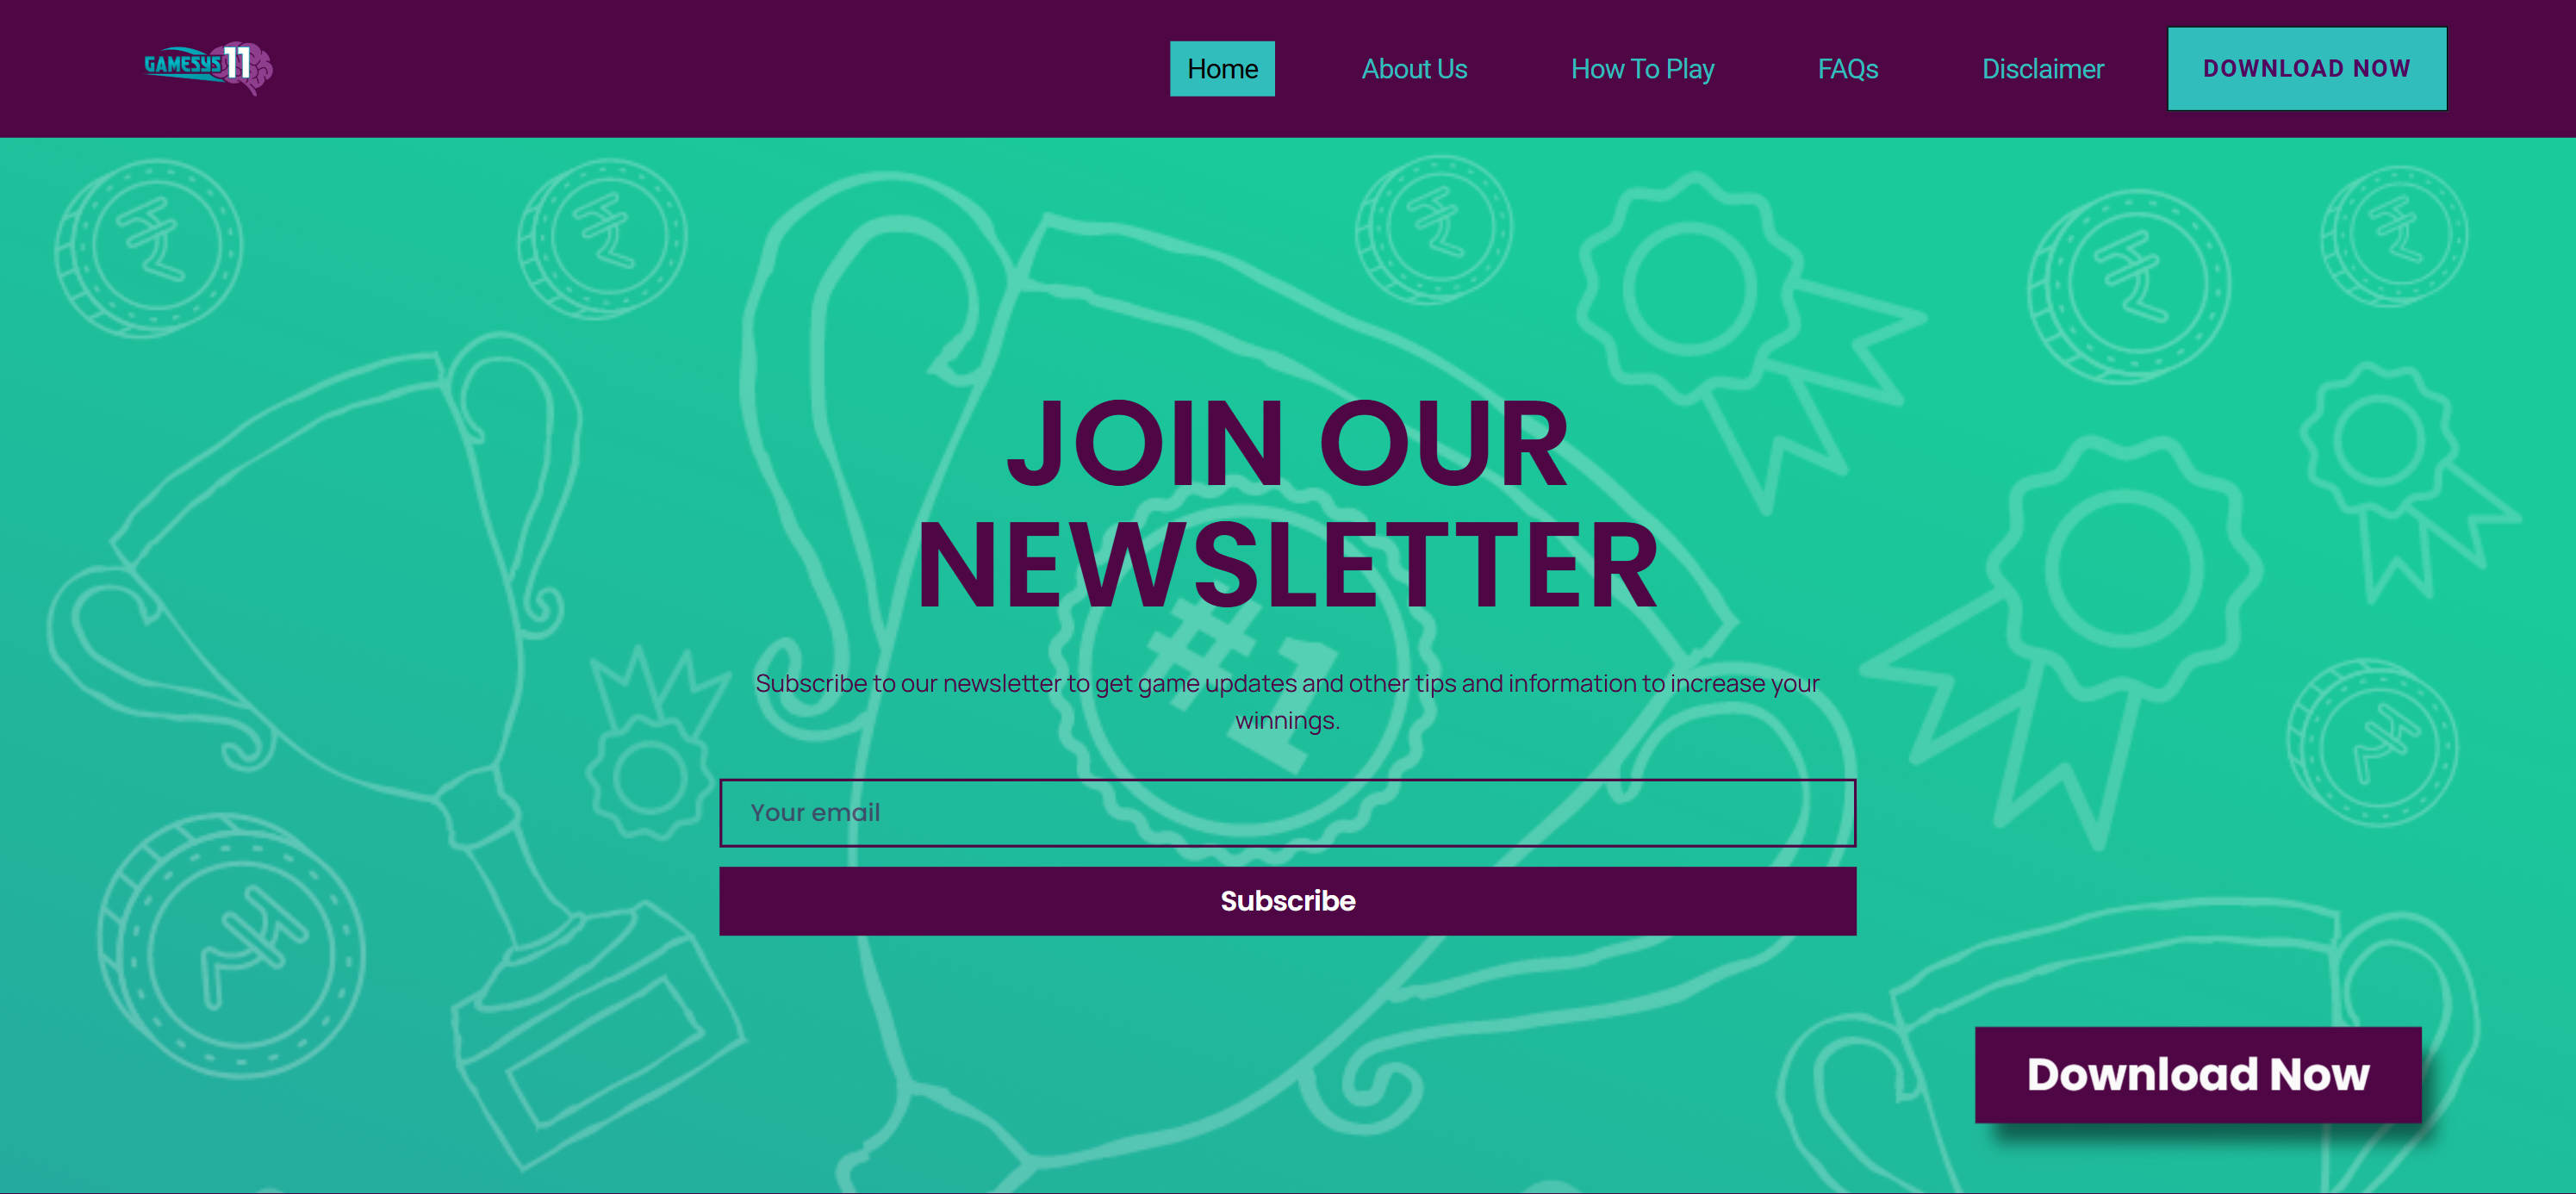 GAMESYS 11
Home
About Us
How To Play
FAQs
Disclaimer
DOWNLOAD NOW
JOIN OUR
NEWSLETTER
#1
Subscribe to our newsletter to get game updates and other tips and information to increase your
winnings.
Your email
Subscribe
Download Now